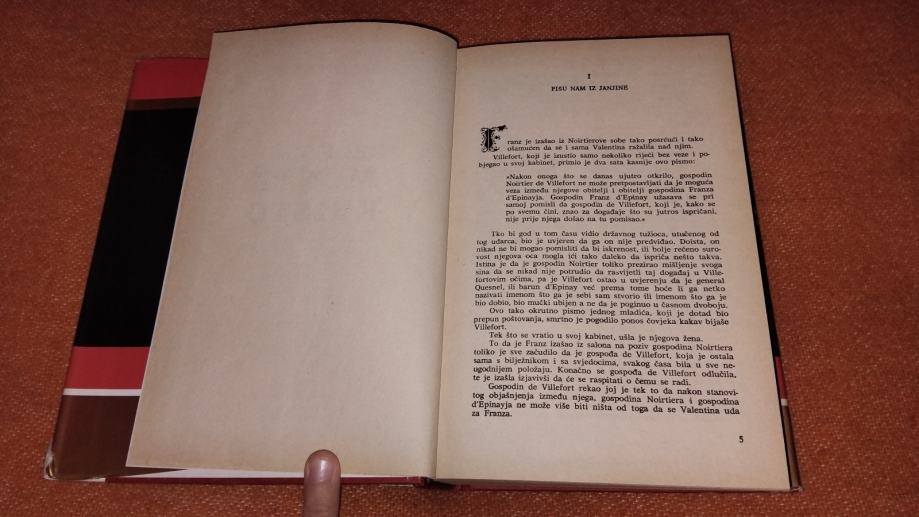 I
PIŠU NAM IZ JANJINE
Franz je izašao iz Noirtierove sobe tako posrćući i tako
ošamućen da se i sama Valentina ražalila nad njim.
Villefort, koji je izustio samo nekoliko riječi bez veze i po-
bjegao u svoj kabinet, primio je dva sata kasnije ovo pismo:
»Nakon onoga što se danas ujutro otkrilo, gospodin
Noirtier de Villefort ne može pretpostavljati da je moguća
veza između njegove obitelji i obitelji gospodina Franza
d'Epinayja. Gospodin Franz d'Epinay užasava se pri
samoj pomisli da gospodin de Villefort, koji je, kako se
po svemu čini, znao za događaje što su jutros ispričani,
nije prije njega došao na tu pomisao.«
Tko bi god u tom času vidio državnog tužioca, utučenog od
tog udarca, bio je uvjeren da ga on nije predviđao. Doista, on
nikad ne bi mogao pomisliti da bi iskrenost, ili bolje rečeno suro-
vost njegova oca mogla ići tako daleko da ispriča nešto takva.
Istina je da je gospodin Noirtier toliko prezirao mišljenje svoga
sina da se nikad nije potrudio da rasvijetli taj događaj u Ville-
fortovim očima, pa je Villefort ostao u uvjerenju da je general
Quesnel, ili barun d'Epinay već prema tome hoće li ga netko
nazivati imenom što ga je sebi sam stvorio ili imenom što ga je
bio dobio, bio mučki ubijen a ne da je poginuo u časnom dvoboju.
Ovo tako okrutno pismo jednog mladića, koji je dotad bio
prepun poštovanja, smrtno je pogodilo ponos čovjeka kakav bijaše
Villefort.
Tek što se vratio u svoj kabinet, ušla je njegova žena.
To da je Franz izašao iz salona na poziv gospodina Noirtiera
toliko je sve začudilo da je gospođa de Villefort, koja je ostala
sama s bilježnikom i sa svjedocima, svakog časa bila u sve ne-
ugodnijem položaju. Konačno se gospođa de Villefort odlučila,
te je izašla izjavivši da će se raspitati o čemu se radi.
Gospodin de Villefort rekao joj je tek to da nakon stanovi-
tog objašnjenja između njega, gospodina Noirtiera i gospodina
d'Epinayja ne može više biti ništa od toga da se Valentina uda
za Franza.
5